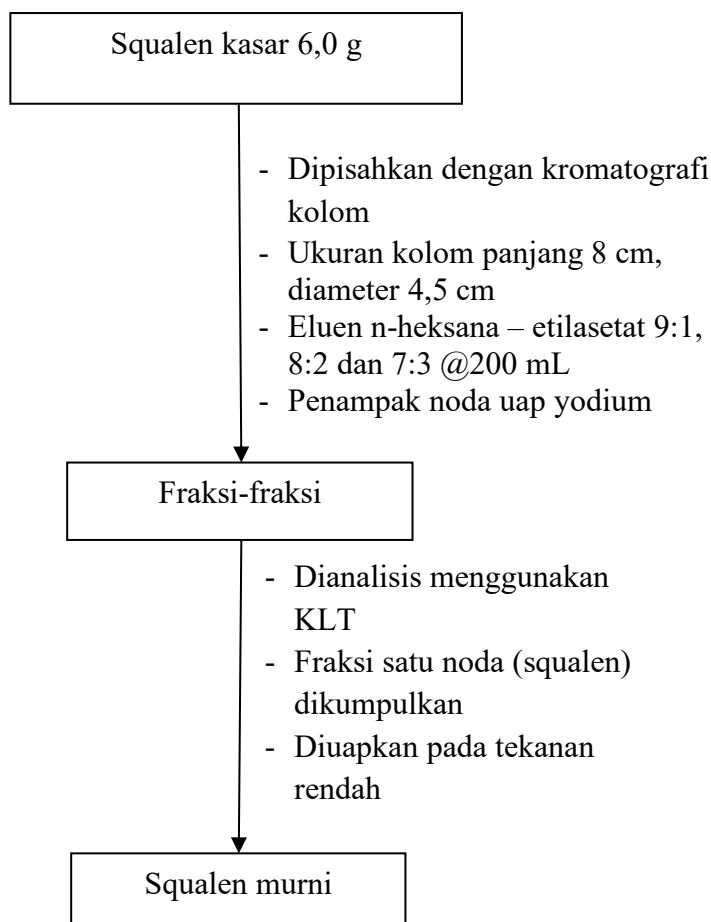 Squalen kasar 6,0 g
- Dipisahkan dengan kromatografi
kolom
- Ukuran kolom panjang 8 cm,
diameter 4,5 cm
- Eluen n-heksana – etilasetat 9:1,
8:2 dan 7:3 @200 mL
- Penampak noda uap yodium
Fraksi-fraksi
- Dianalisis menggunakan
KLT
- Fraksi satu noda (squalen)
dikumpulkan
- Diuapkan pada tekanan
rendah
Squalen murni